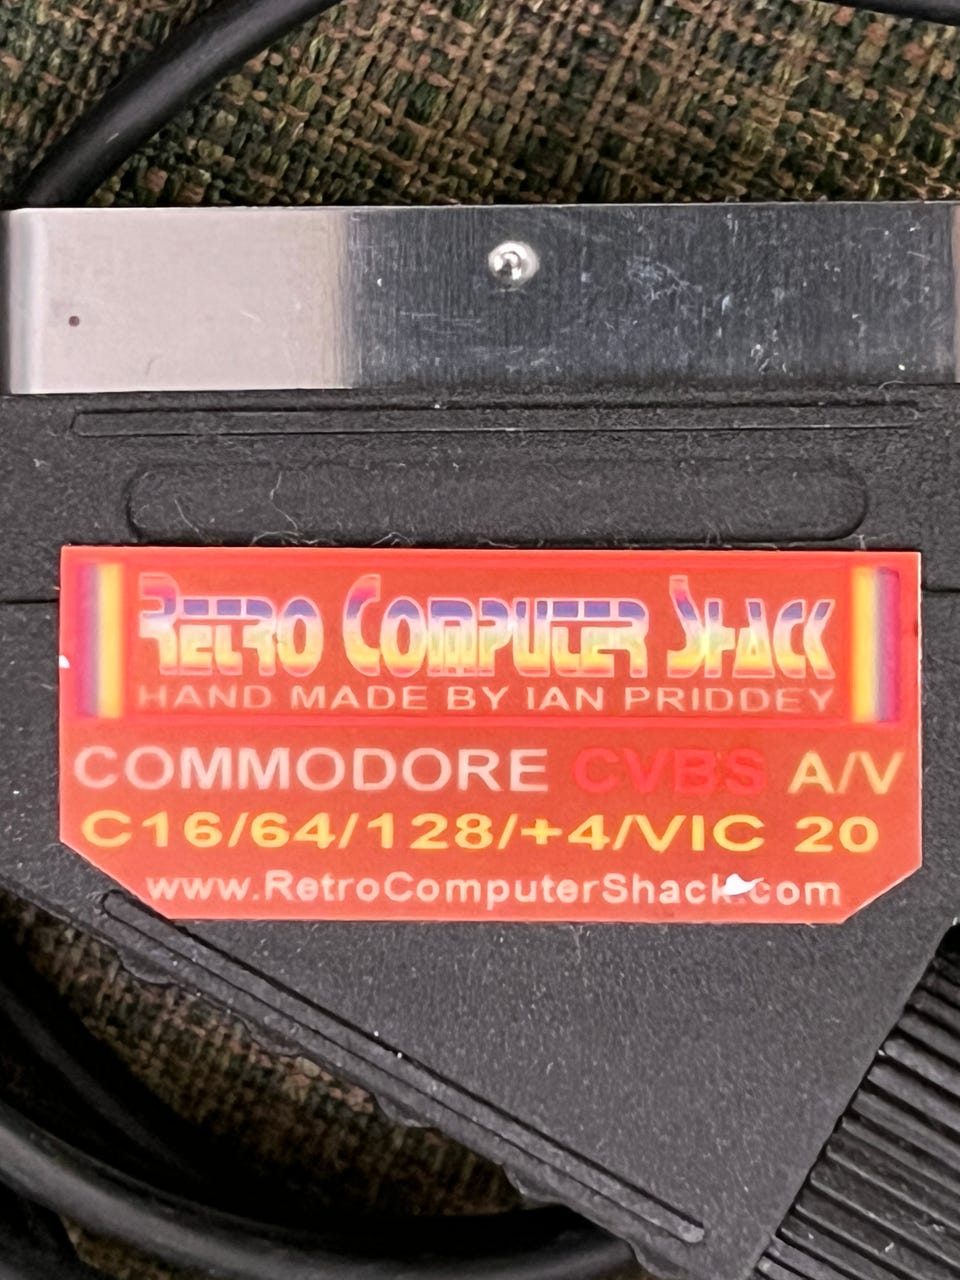 RETRO COMPUTER SHACK
HAND MADE BY IAN PRIDDEY
COMMODORE CVBS A/V
C16/64/128/+4/VIC 20
www.RetroComputerShack.com